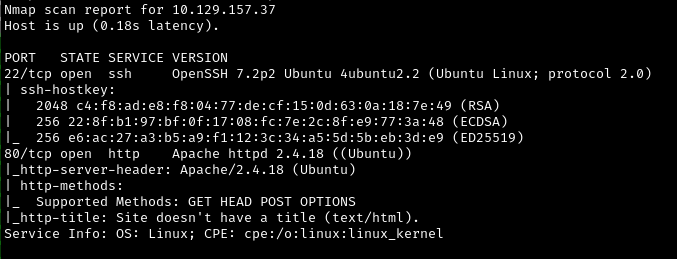 Nmap scan report for 10.129.157.37
Host is up (0.18s latency).
PORT   STATE SERVICE VERSION
22/tcp open  ssh     OpenSSH 7.2p2 Ubuntu 4ubuntu2.2 (Ubuntu Linux; protocol 2.0)
| ssh-hostkey:
|   2048 c4:f8:ad:e8:f8:04:77:de:cf:15:0d:63:0a:18:7e:49 (RSA)
|   256 22:8f:b1:97:bf:0f:17:08:fc:7e:2c:8f:e9:77:3a:48 (ECDSA)
|_  256 e6:ac:27:a3:b5:a9:f1:12:3c:34:a5:5d:5b:eb:3d:e9 (ED25519)
80/tcp open  http    Apache httpd 2.4.18 ((Ubuntu))
|_http-server-header: Apache/2.4.18 (Ubuntu)
| http-methods:
|_  Supported Methods: GET HEAD POST OPTIONS
|_http-title: Site doesn't have a title (text/html).
Service Info: OS: Linux; CPE: cpe:/o:linux:linux_kernel